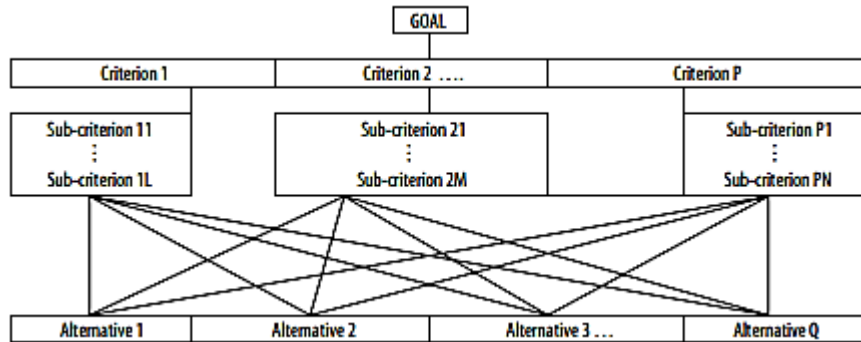 GOAL
Criterion 1 Criterion 2 .... Criterion P
Sub-criterion 11 Sub-criterion 21 Sub-criterion P1
⋮ ⋮ ⋮
Sub-criterion 1L Sub-criterion 2M Sub-criterion PN
Alternative 1 Alternative 2 Alternative 3 ... Alternative Q